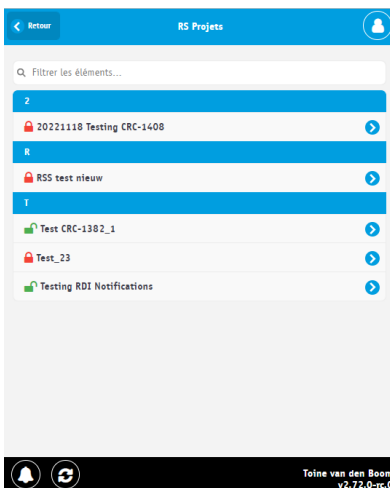 Retour
RS Projets
Filtrer les éléments...
2
20221118 Testing CRC-1408
R
RSS test nieuw
T
Test CRC-1382_1
Test_23
Testing RDI Notifications
Toine van den Boom